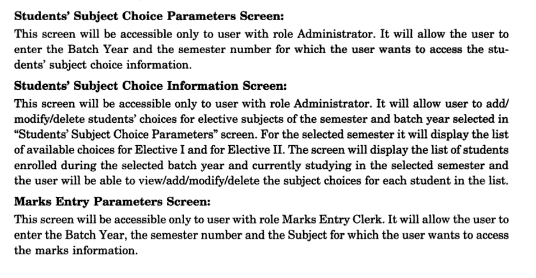 Students' Subject Choice Parameters Screen:
This screen will be accessible only to user with role Administrator. It will allow the user to
enter the Batch Year and the semester number for which the user wants to access the stu-
dents' subject choice information.
Students' Subject Choice Information Screen:
This screen will be accessible only to user with role Administrator. It will allow user to add/
modify/delete students' choices for elective subjects of the semester and batch year selected in
"Students' Subject Choice Parameters" screen. For the selected semester it will display the list
of available choices for Elective I and for Elective II. The screen will display the list of students
enrolled during the selected batch year and currently studying in the selected semester and
the user will be able to view/add/modify/delete the subject choices for each student in the list.
Marks Entry Parameters Screen:
This screen will be accessible only to user with role Marks Entry Clerk. It will allow the user to
enter the Batch Year, the semester number and the Subject for which the user wants to access
the marks information.